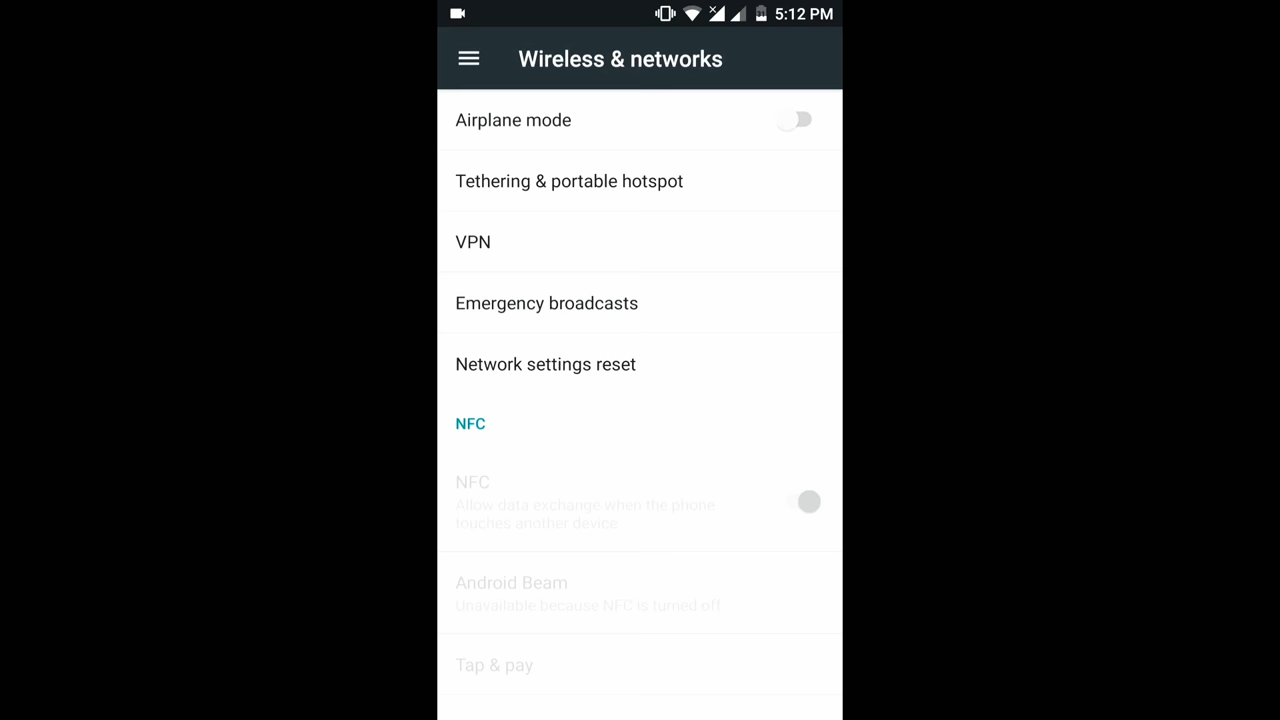 5:12 PM
Wireless & networks
Airplane mode
Tethering & portable hotspot
VPN
Emergency broadcasts
Network settings reset
NFC
NFC
Allow data exchange when the phone
touches another device
Android Beam
Unavailable because NFC is turned off
Tap & pay